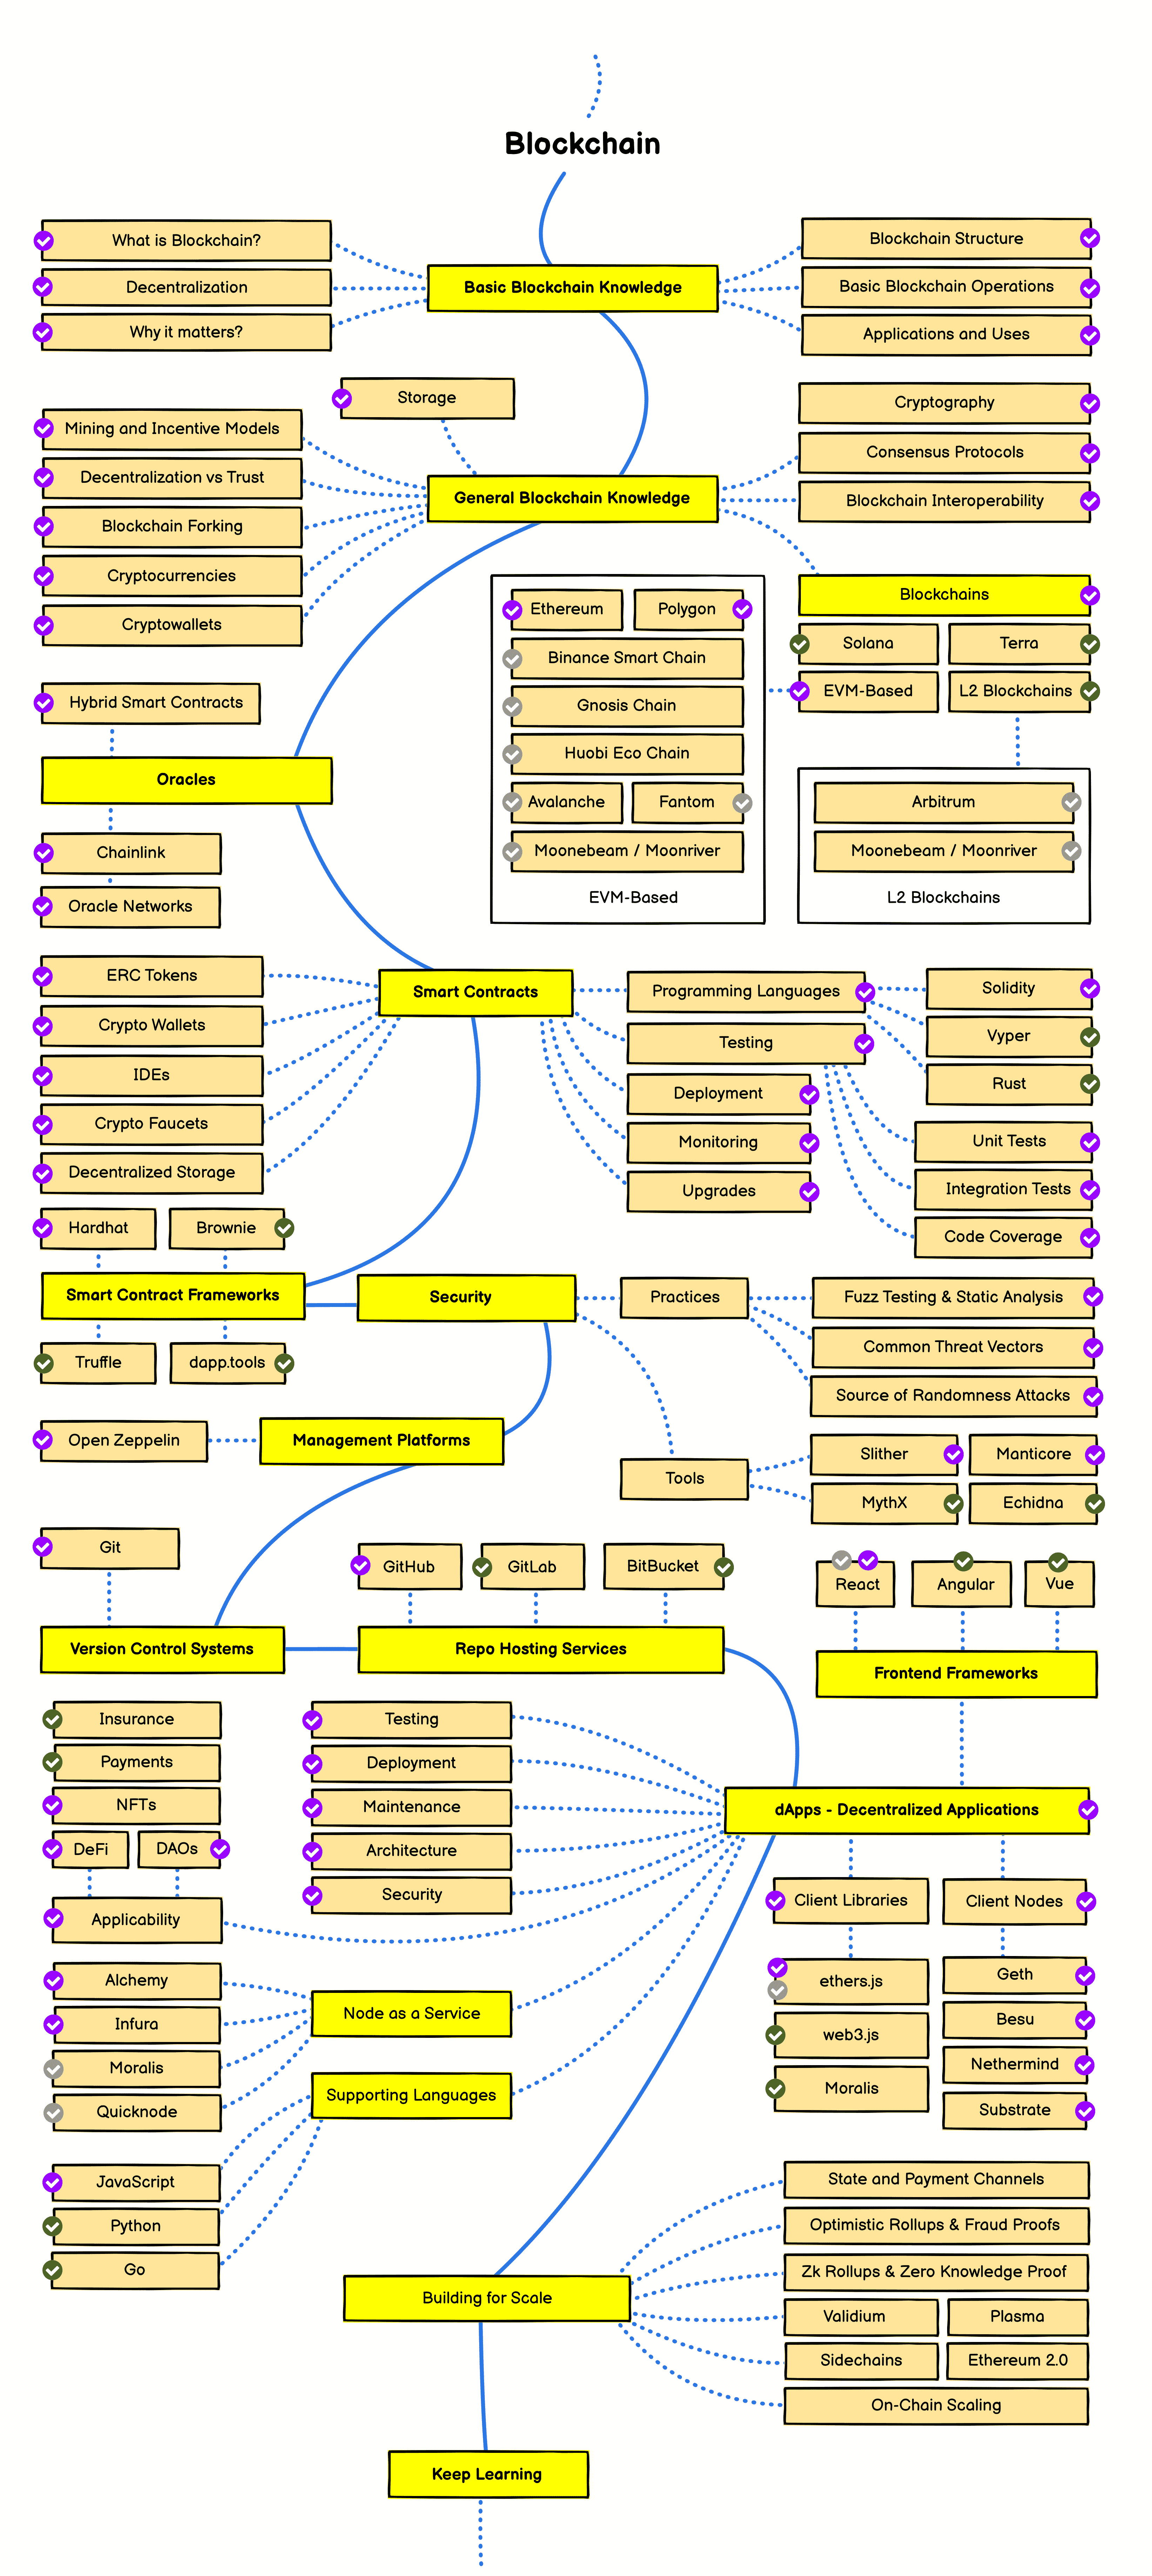 Blockchain
What is Blockchain?
Decentralization
Why it matters?
Basic Blockchain Knowledge
Blockchain Structure
Basic Blockchain Operations
Applications and Uses
Storage
Mining and Incentive Models
Decentralization vs Trust
Blockchain Forking
Cryptocurrencies
Cryptowallets
General Blockchain Knowledge
Cryptography
Consensus Protocols
Blockchain Interoperability
Blockchains
Solana
Terra
EVM-Based
L2 Blockchains
Ethereum
Polygon
Binance Smart Chain
Gnosis Chain
Huobi Eco Chain
Avalanche
Fantom
Moonebeam / Moonriver
EVM-Based
Arbitrum
Moonebeam / Moonriver
L2 Blockchains
Hybrid Smart Contracts
Oracles
Chainlink
Oracle Networks
ERC Tokens
Crypto Wallets
IDEs
Crypto Faucets
Decentralized Storage
Smart Contracts
Programming Languages
Testing
Deployment
Monitoring
Upgrades
Solidity
Vyper
Rust
Unit Tests
Integration Tests
Code Coverage
Hardhat
Brownie
Smart Contract Frameworks
Truffle
dapp.tools
Security
Practices
Fuzz Testing & Static Analysis
Common Threat Vectors
Source of Randomness Attacks
Tools
Slither
Manticore
MythX
Echidna
Open Zeppelin
Management Platforms
Git
Version Control Systems
GitHub
GitLab
BitBucket
Repo Hosting Services
React
Angular
Vue
Frontend Frameworks
Insurance
Payments
NFTs
DeFi
DAOs
Applicability
Testing
Deployment
Maintenance
Architecture
Security
dApps - Decentralized Applications
Client Libraries
Client Nodes
ethers.js
web3.js
Moralis
Geth
Besu
Nethermind
Substrate
Alchemy
Infura
Moralis
Quicknode
Node as a Service
Supporting Languages
JavaScript
Python
Go
Building for Scale
State and Payment Channels
Optimistic Rollups & Fraud Proofs
Zk Rollups & Zero Knowledge Proof
Validium
Plasma
Sidechains
Ethereum 2.0
On-Chain Scaling
Keep Learning